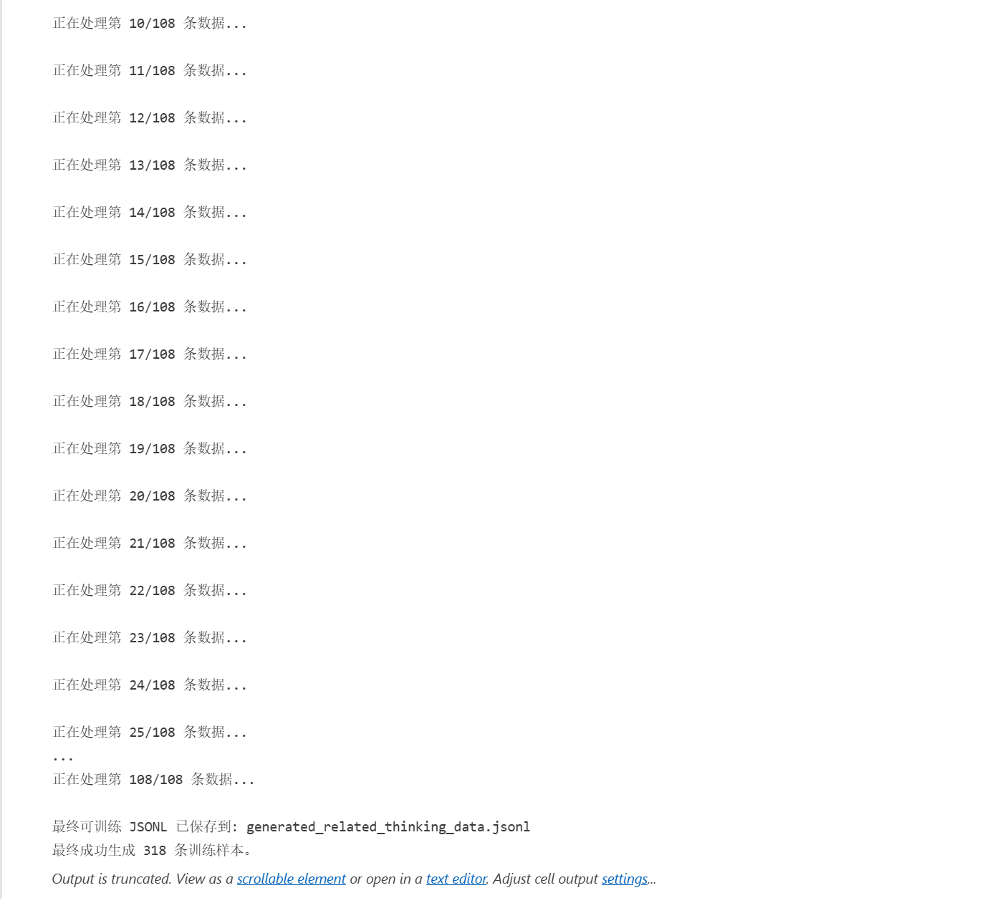 正在处理第 10/108 条数据...
正在处理第 11/108 条数据...
正在处理第 12/108 条数据...
正在处理第 13/108 条数据...
正在处理第 14/108 条数据...
正在处理第 15/108 条数据...
正在处理第 16/108 条数据...
正在处理第 17/108 条数据...
正在处理第 18/108 条数据...
正在处理第 19/108 条数据...
正在处理第 20/108 条数据...
正在处理第 21/108 条数据...
正在处理第 22/108 条数据...
正在处理第 23/108 条数据...
正在处理第 24/108 条数据...
正在处理第 25/108 条数据...
...
正在处理第 108/108 条数据...
最终可训练 JSONL 已保存到: generated_related_thinking_data.jsonl
最终成功生成 318 条训练样本。
Output is truncated. View as a scrollable element or open in a text editor. Adjust cell output settings...